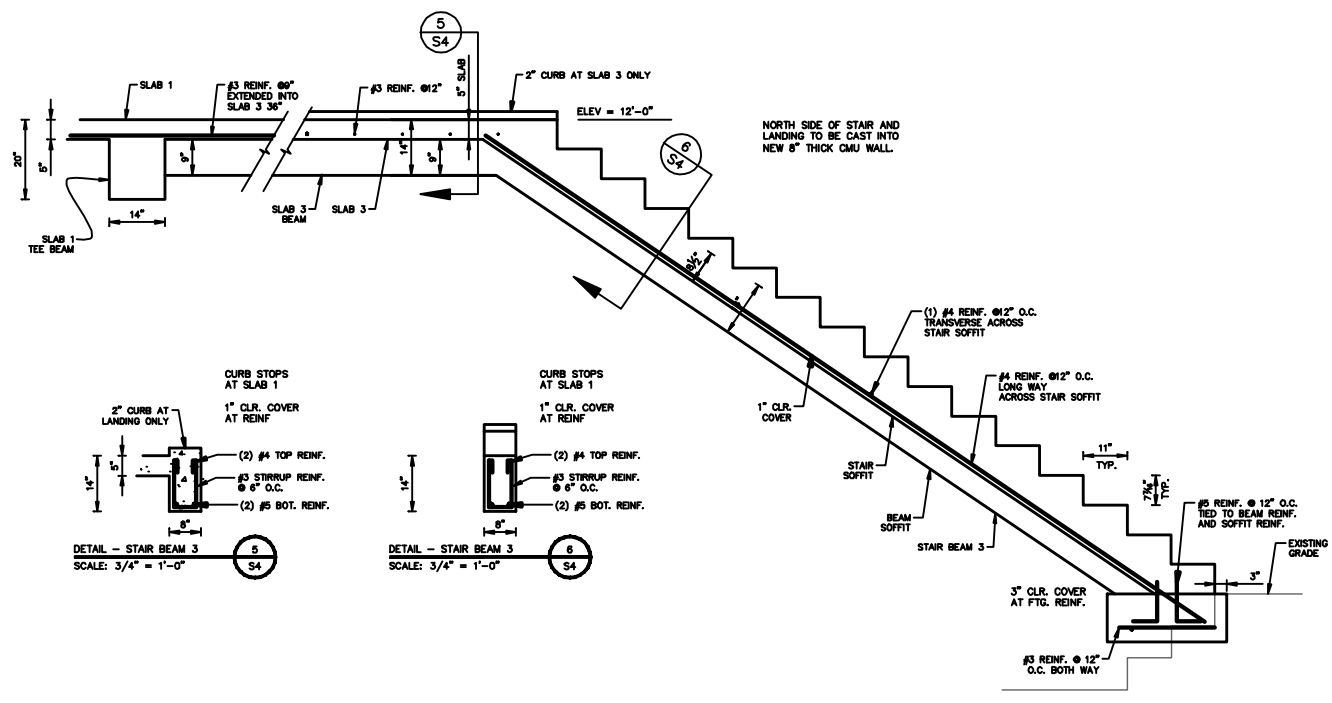 5
S4
SLAB 1
#3 REINF. @9"
EXTENDED INTO
SLAB 3 36"
#3 REINF. @12"
5" SLAB
2" CURB AT SLAB 3 ONLY
ELEV = 12'-0"
NORTH SIDE OF STAIR AND
LANDING TO BE CAST INTO
NEW 8" THICK CMU WALL.
6
S4
20"
5"
9"
14"
9"
14"
SLAB 1
TEE BEAM
SLAB 3
BEAM
SLAB 3
8½"
(1) #4 REINF. @12" O.C.
TRANSVERSE ACROSS
STAIR SOFFIT
#4 REINF. @12" O.C.
LONG WAY
ACROSS STAIR SOFFIT
1" CLR.
COVER
STAIR
SOFFIT
BEAM
SOFFIT
STAIR BEAM 3
11"
TYP.
7⅞"
TYP.
#5 REINF. @ 12" O.C.
TIED TO BEAM REINF.
AND SOFFIT REINF.
EXISTING
GRADE
3"
3" CLR. COVER
AT FTG. REINF.
#3 REINF. @ 12"
O.C. BOTH WAY
CURB STOPS
AT SLAB 1
1" CLR. COVER
AT REINF
2" CURB AT
LANDING ONLY
5"
14"
(2) #4 TOP REINF.
#3 STIRRUP REINF.
@ 6" O.C.
(2) #5 BOT. REINF.
8"
DETAIL - STAIR BEAM 3
SCALE: 3/4" = 1'-0"
5
S4
CURB STOPS
AT SLAB 1
1" CLR. COVER
AT REINF
14"
(2) #4 TOP REINF.
#3 STIRRUP REINF.
@ 6" O.C.
(2) #5 BOT. REINF.
8"
DETAIL - STAIR BEAM 3
SCALE: 3/4" = 1'-0"
6
S4